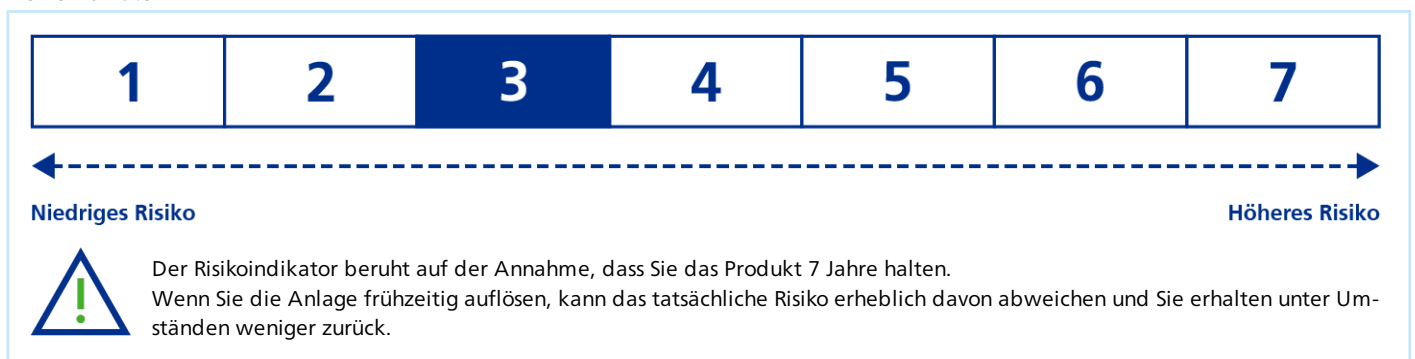 1 2 3 4 5 6 7
Niedriges Risiko Höheres Risiko
Der Risikoindikator beruht auf der Annahme, dass Sie das Produkt 7 Jahre halten.
Wenn Sie die Anlage frühzeitig auflösen, kann das tatsächliche Risiko erheblich davon abweichen und Sie erhalten unter Um-
ständen weniger zurück.